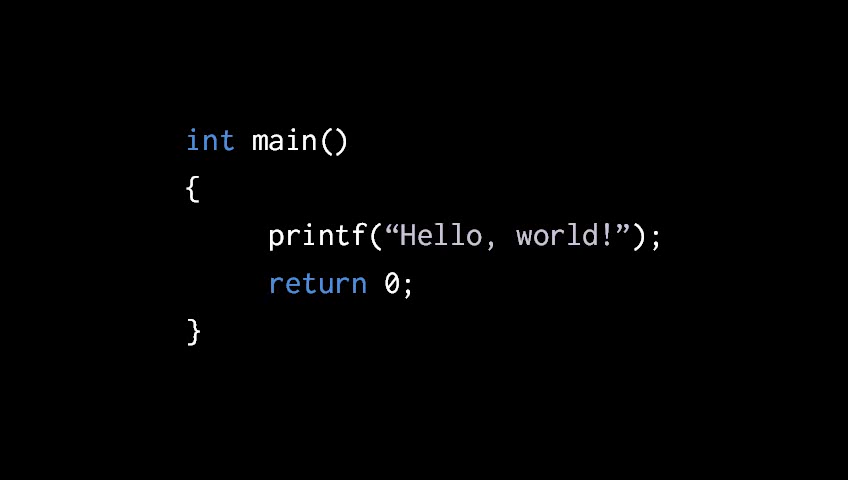 int main()
{
printf(“Hello, world!”);
return 0;
}